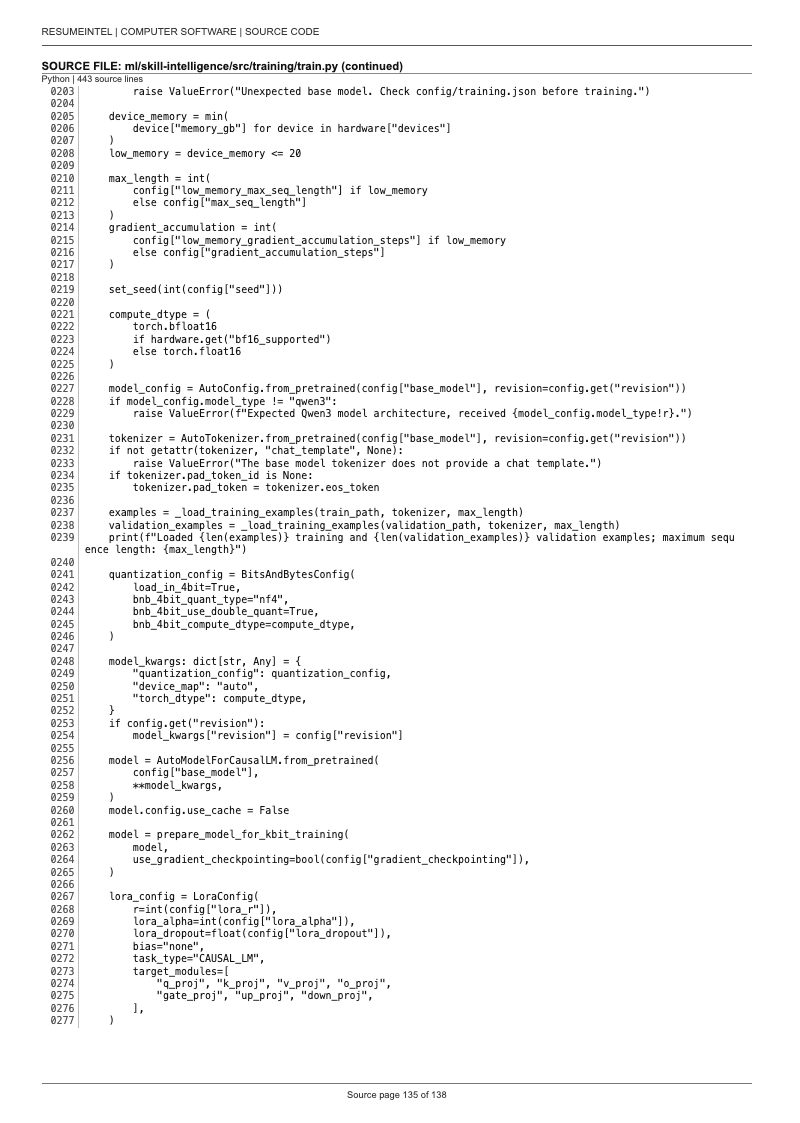 RESUMEINTEL | COMPUTER SOFTWARE | SOURCE CODE
SOURCE FILE: ml/skill-intelligence/src/training/train.py (continued)
Python | 443 source lines
0203         raise ValueError("Unexpected base model. Check config/training.json before training.")
0204
0205     device_memory = min(
0206         device["memory_gb"] for device in hardware["devices"]
0207     )
0208     low_memory = device_memory <= 20
0209
0210     max_length = int(
0211         config["low_memory_max_seq_length"] if low_memory
0212         else config["max_seq_length"]
0213     )
0214     gradient_accumulation = int(
0215         config["low_memory_gradient_accumulation_steps"] if low_memory
0216         else config["gradient_accumulation_steps"]
0217     )
0218
0219     set_seed(int(config["seed"]))
0220
0221     compute_dtype = (
0222         torch.bfloat16
0223         if hardware.get("bf16_supported")
0224         else torch.float16
0225     )
0226
0227     model_config = AutoConfig.from_pretrained(config["base_model"], revision=config.get("revision"))
0228     if model_config.model_type != "qwen3":
0229         raise ValueError(f"Expected Qwen3 model architecture, received {model_config.model_type!r}.")
0230
0231     tokenizer = AutoTokenizer.from_pretrained(config["base_model"], revision=config.get("revision"))
0232     if not getattr(tokenizer, "chat_template", None):
0233         raise ValueError("The base model tokenizer does not provide a chat template.")
0234     if tokenizer.pad_token_id is None:
0235         tokenizer.pad_token = tokenizer.eos_token
0236
0237     examples = _load_training_examples(train_path, tokenizer, max_length)
0238     validation_examples = _load_training_examples(validation_path, tokenizer, max_length)
0239     print(f"Loaded {len(examples)} training and {len(validation_examples)} validation examples; maximum sequ
ence length: {max_length}")
0240
0241     quantization_config = BitsAndBytesConfig(
0242         load_in_4bit=True,
0243         bnb_4bit_quant_type="nf4",
0244         bnb_4bit_use_double_quant=True,
0245         bnb_4bit_compute_dtype=compute_dtype,
0246     )
0247
0248     model_kwargs: dict[str, Any] = {
0249         "quantization_config": quantization_config,
0250         "device_map": "auto",
0251         "torch_dtype": compute_dtype,
0252     }
0253     if config.get("revision"):
0254         model_kwargs["revision"] = config["revision"]
0255
0256     model = AutoModelForCausalLM.from_pretrained(
0257         config["base_model"],
0258         **model_kwargs,
0259     )
0260     model.config.use_cache = False
0261
0262     model = prepare_model_for_kbit_training(
0263         model,
0264         use_gradient_checkpointing=bool(config["gradient_checkpointing"]),
0265     )
0266
0267     lora_config = LoraConfig(
0268         r=int(config["lora_r"]),
0269         lora_alpha=int(config["lora_alpha"]),
0270         lora_dropout=float(config["lora_dropout"]),
0271         bias="none",
0272         task_type="CAUSAL_LM",
0273         target_modules=[
0274             "q_proj", "k_proj", "v_proj", "o_proj",
0275             "gate_proj", "up_proj", "down_proj",
0276         ],
0277     )
Source page 135 of 138